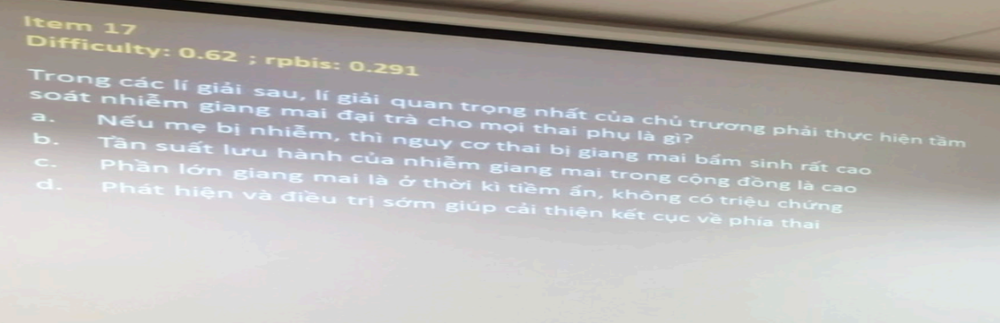 Item 17
Difficulty: 0.62 ; rpbis: 0.291
Trong các lí giải sau, lí giải quan trọng nhất của chủ trương phải thực hiện tầm
soát nhiễm giang mai đại trà cho mọi thai phụ là gì?
a. Nếu mẹ bị nhiễm, thì nguy cơ thai bị giang mai bẩm sinh rất cao
b. Tần suất lưu hành của nhiễm giang mai trong cộng đồng là cao
c. Phần lớn giang mai là ở thời kì tiềm ẩn, không có triệu chứng
d. Phát hiện và điều trị sớm giúp cải thiện kết cục về phía thai